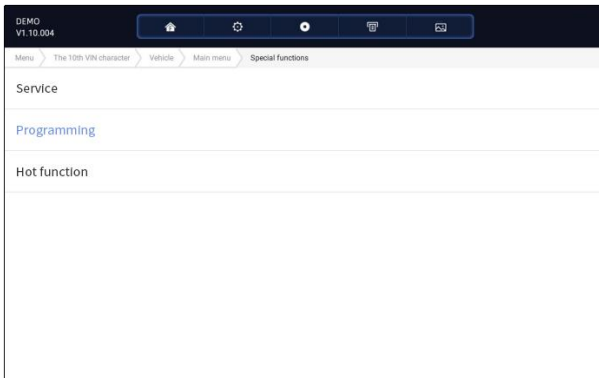 DEMO
V1.10.004
Menu The 10th VIN character Vehicle Main menu Special functions
Service
Programming
Hot function